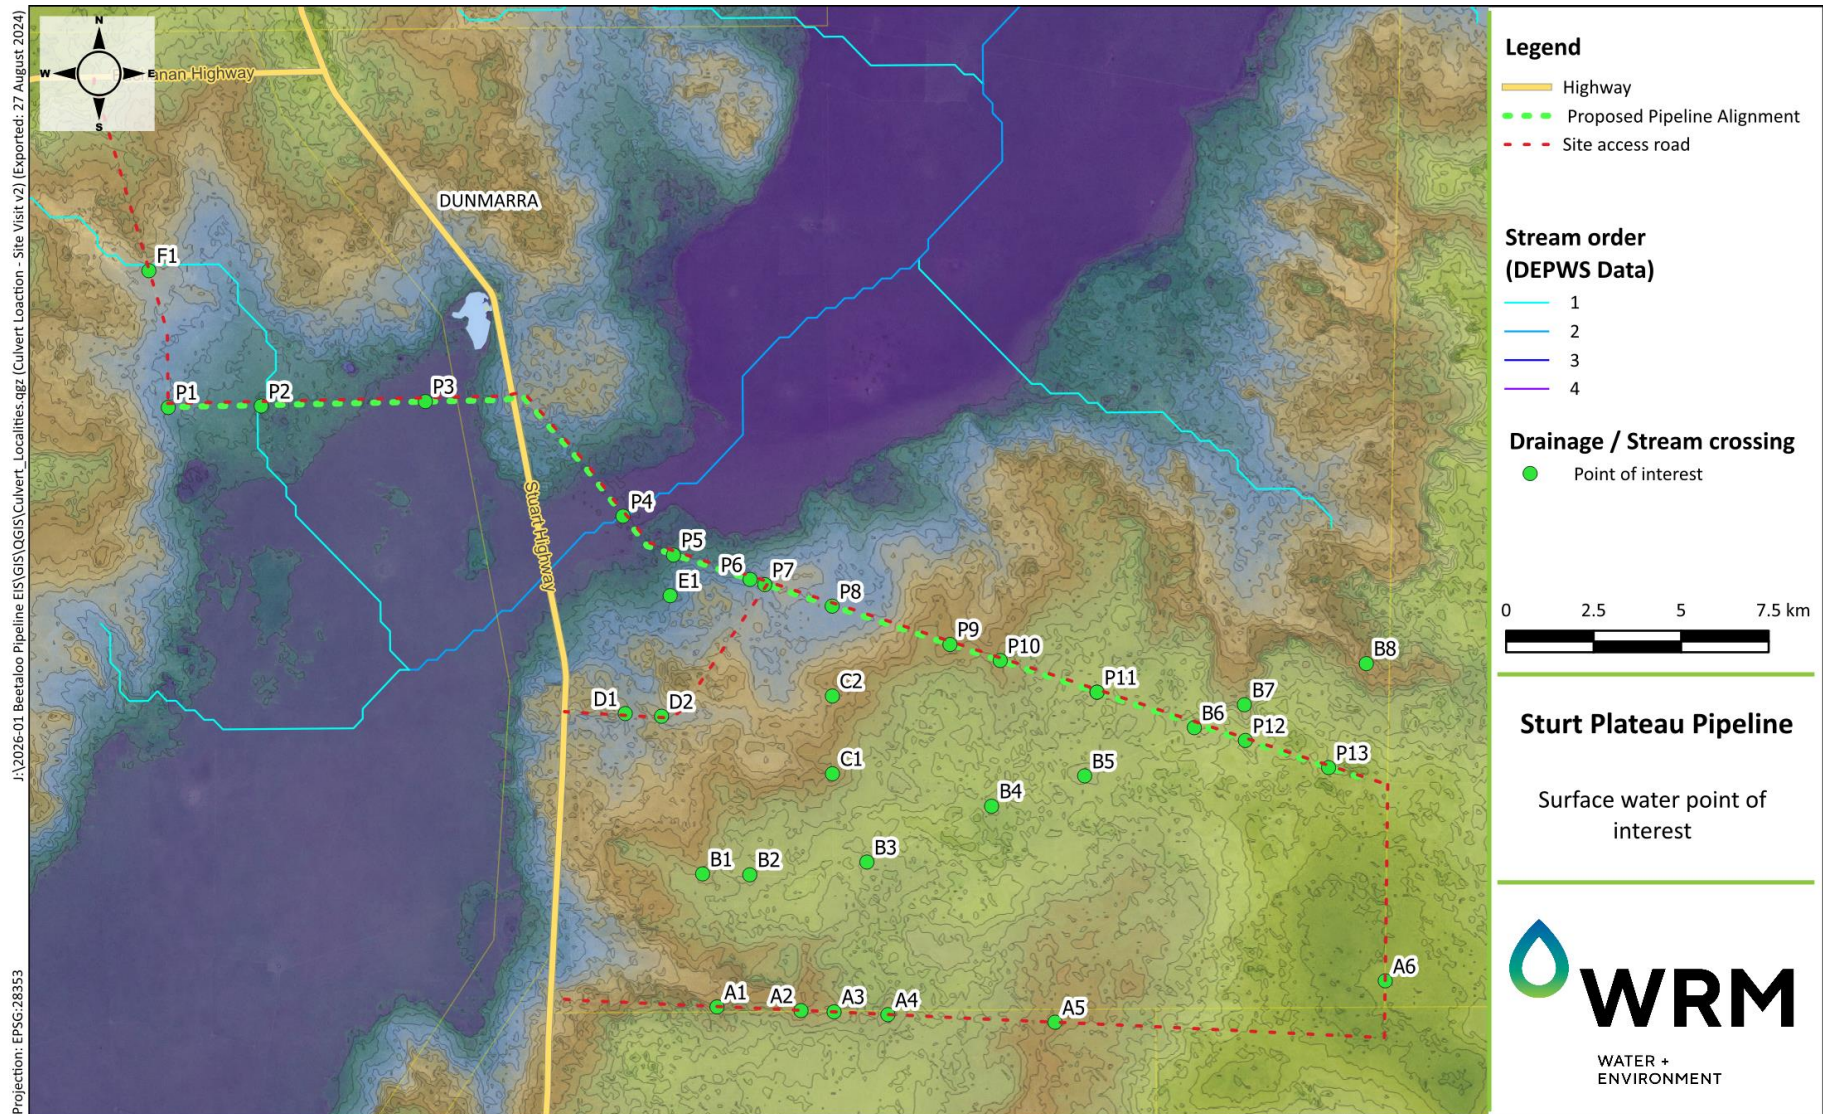 J:\2026-01 Beetaloo Pipeline EIS\GIS\QGIS\Culvert_Localities.qgz (Culvert Loaction - Site Visit v2) (Exported: 27 August 2024)
Projection: EPSG:28353
N
W
E
S
anan Highway
DUNMARRA
F1
P1
P2
P3
Stuart Highway
P4
P5
P6
P7
E1
P8
P9
P10
B8
P11
C2
D1
D2
B7
B6
P12
P13
C1
B5
B4
B3
B1
B2
A6
A1
A2
A3
A4
A5
Legend
Highway
Proposed Pipeline Alignment
Site access road
Stream order
(DEPWS Data)
1
2
3
4
Drainage / Stream crossing
Point of interest
0 2.5 5 7.5 km
Sturt Plateau Pipeline
Surface water point of
interest
WRM
WATER +
ENVIRONMENT